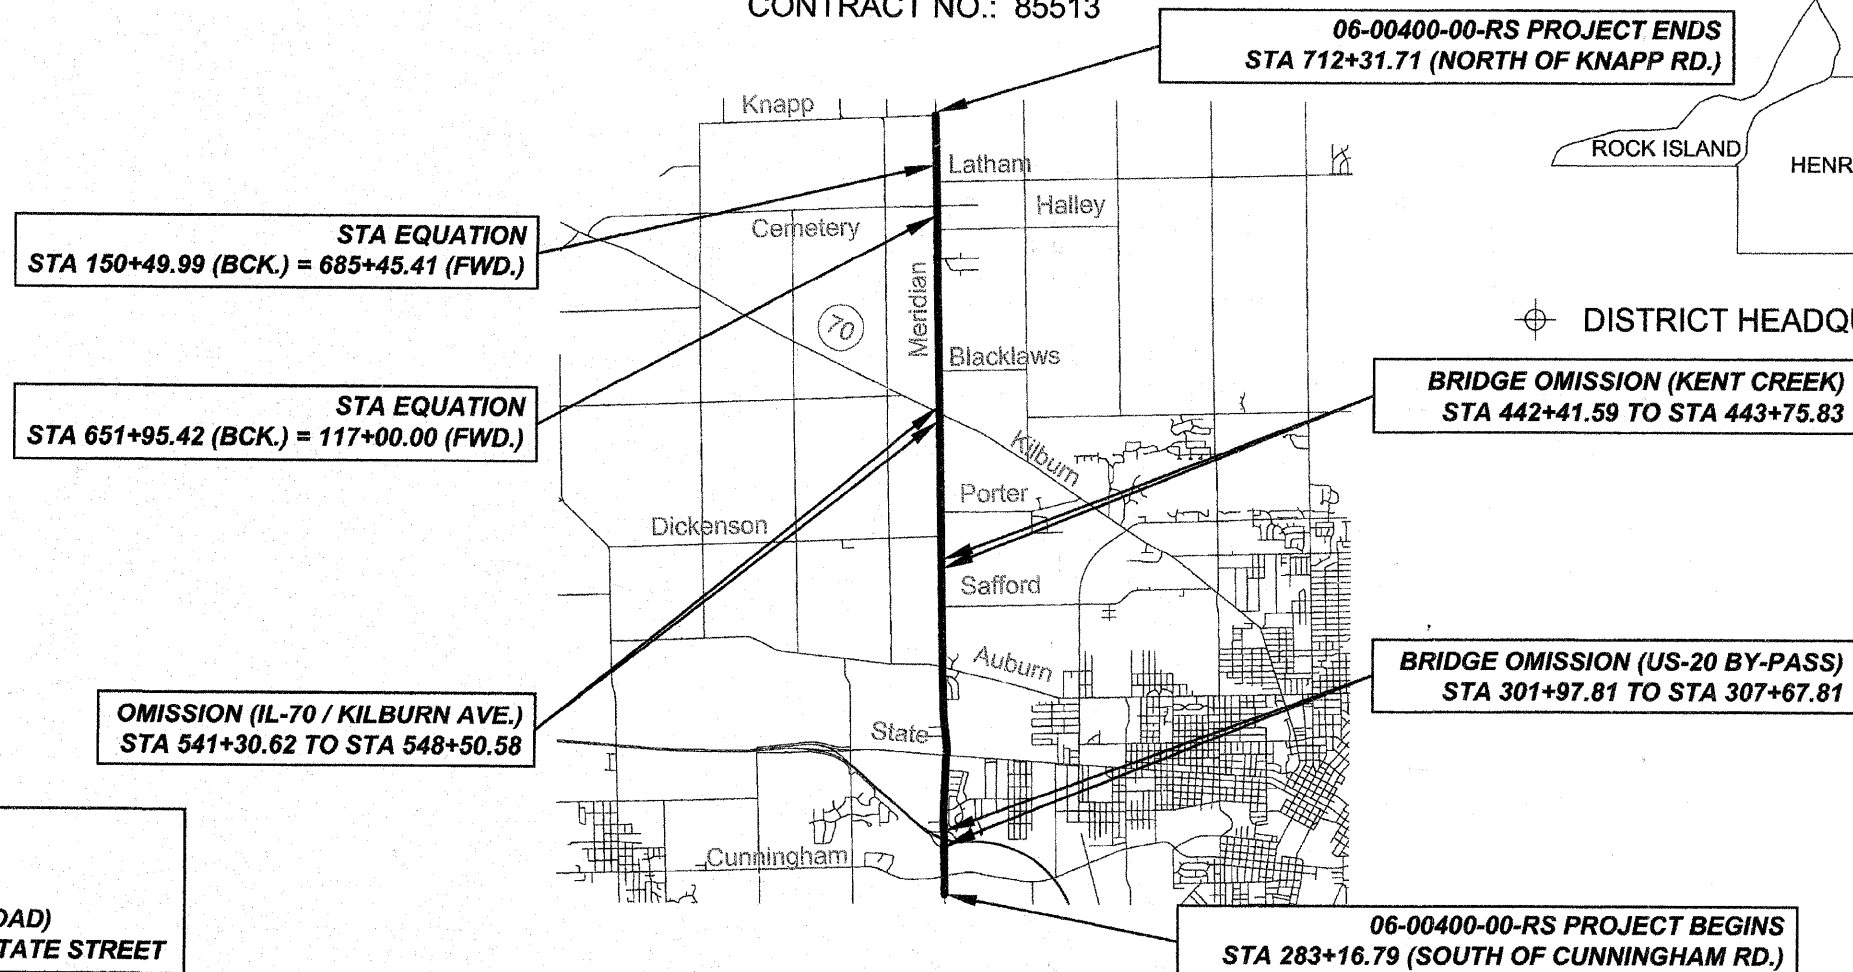 CONTRACT NO.: 85513
06-00400-00-RS PROJECT ENDS
STA 712+31.71 (NORTH OF KNAPP RD.)
Knapp
ROCK ISLAND
HENR
Latham
Halley
Cemetery
STA EQUATION
STA 150+49.99 (BCK.) = 685+45.41 (FWD.)
Meridian
70
DISTRICT HEADQU
Blacklaws
BRIDGE OMISSION (KENT CREEK)
STA 442+41.59 TO STA 443+75.83
STA EQUATION
STA 651+95.42 (BCK.) = 117+00.00 (FWD.)
Kilburn
Porter
Dickenson
Safford
Auburn
BRIDGE OMISSION (US-20 BY-PASS)
STA 301+97.81 TO STA 307+67.81
OMISSION (IL-70 / KILBURN AVE.)
STA 541+30.62 TO STA 548+50.58
State
Cunningham
OAD)
TATE STREET
06-00400-00-RS PROJECT BEGINS
STA 283+16.79 (SOUTH OF CUNNINGHAM RD.)